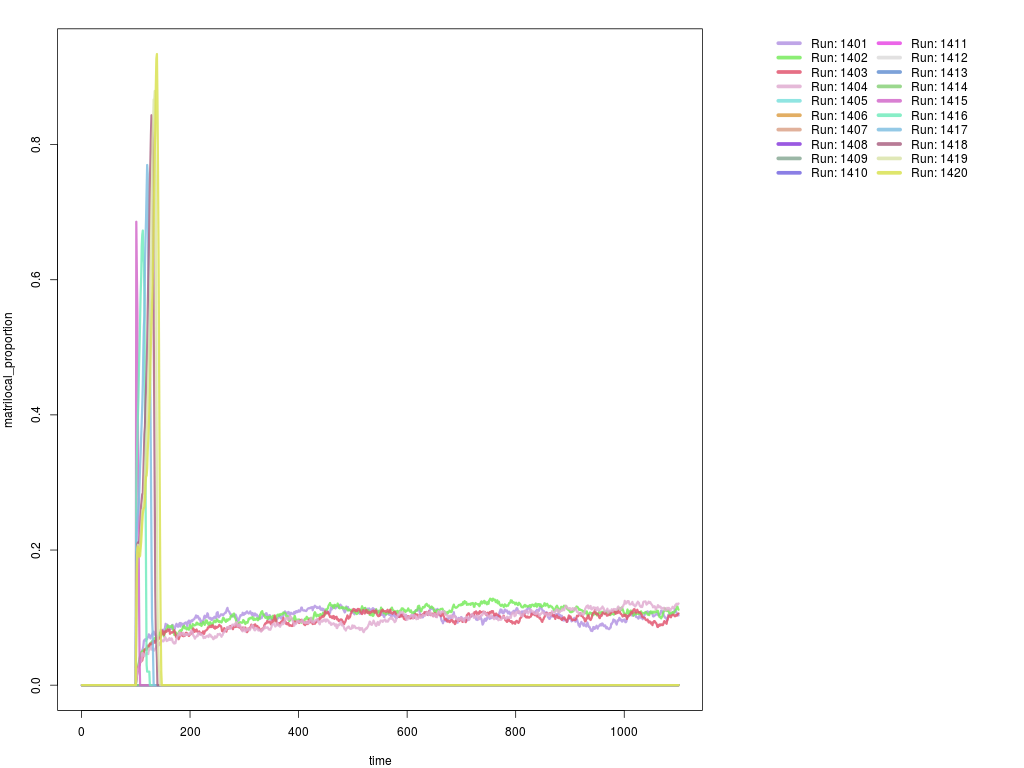 matrilocal_proportion
0.0
0.2
0.4
0.6
0.8
0
200
400
600
800
1000
time
Run: 1401
Run: 1402
Run: 1403
Run: 1404
Run: 1405
Run: 1406
Run: 1407
Run: 1408
Run: 1409
Run: 1410
Run: 1411
Run: 1412
Run: 1413
Run: 1414
Run: 1415
Run: 1416
Run: 1417
Run: 1418
Run: 1419
Run: 1420